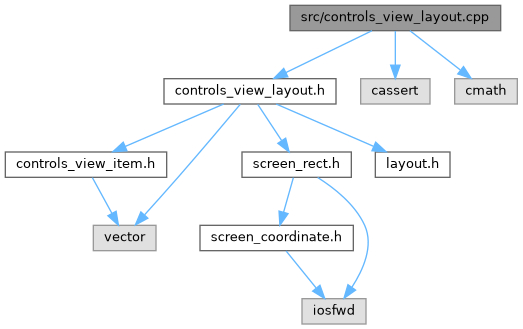 src/controls_view_layout.cpp
controls_view_layout.h
cassert
cmath
controls_view_item.h
screen_rect.h
layout.h
vector
screen_coordinate.h
iosfwd